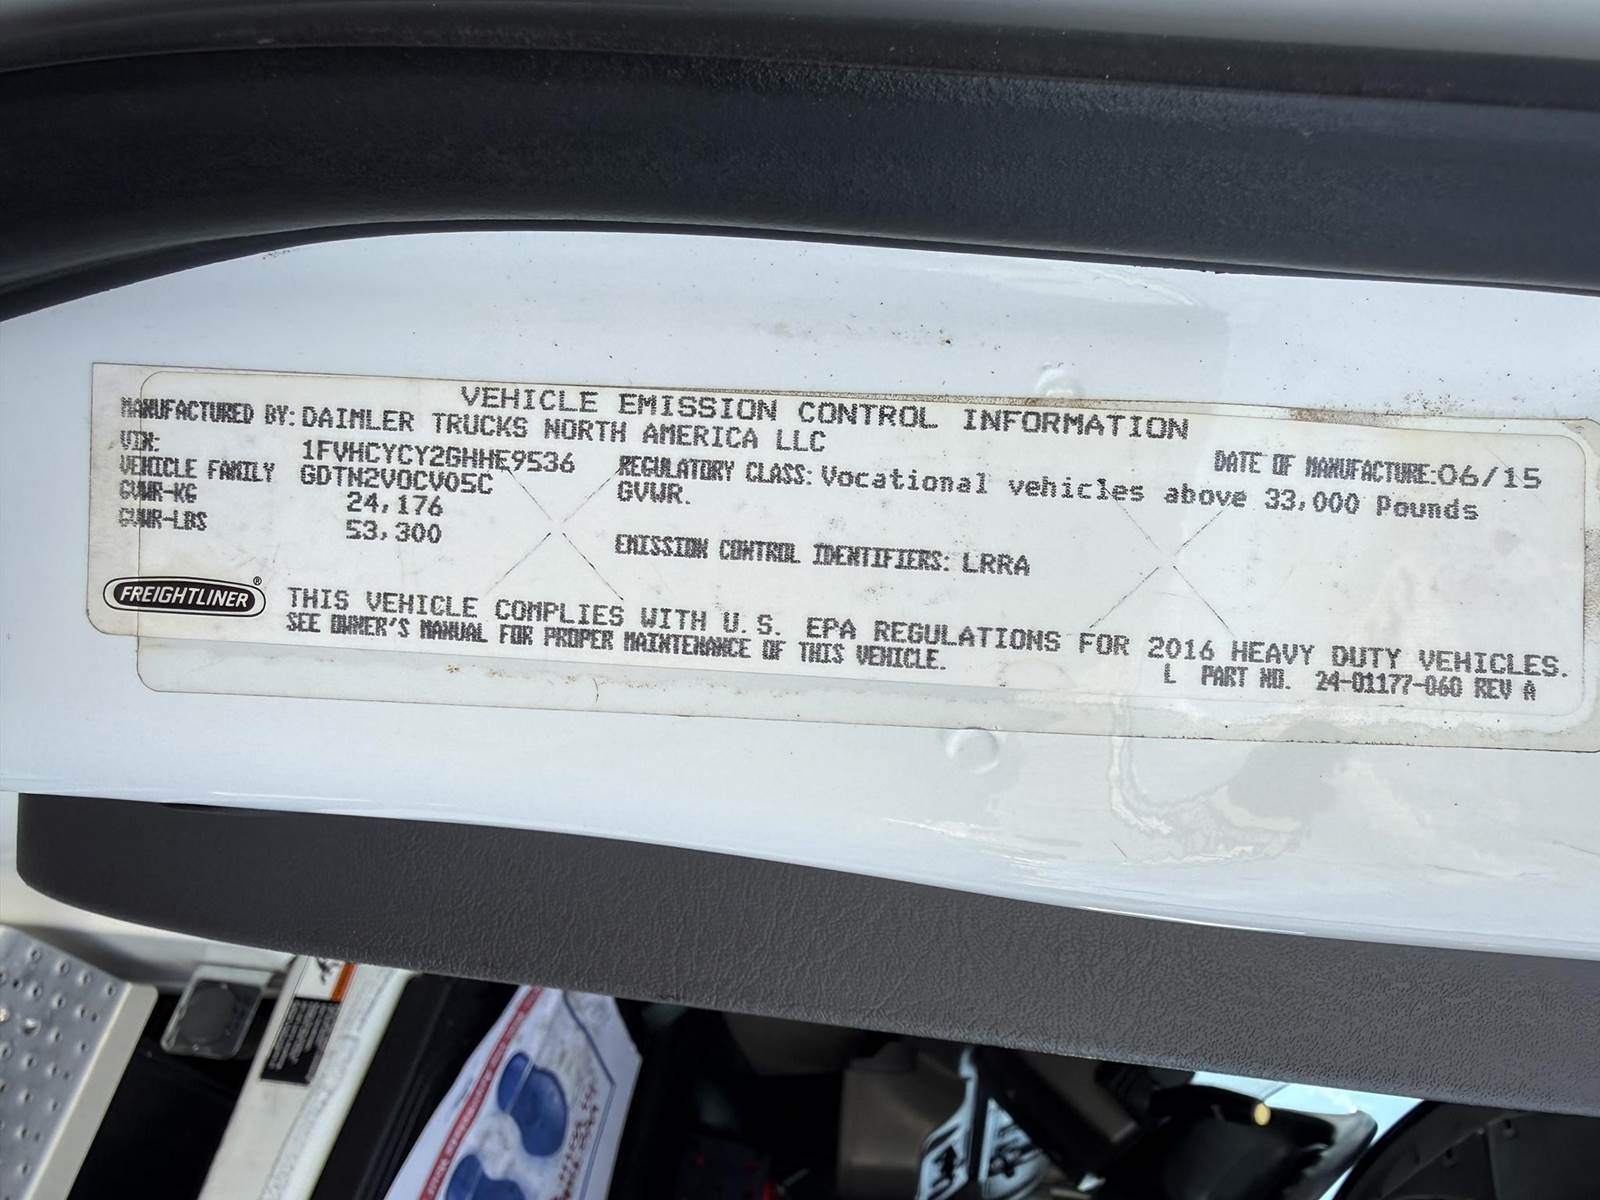 VEHICLE EMISSION CONTROL INFORMATION
MANUFACTURED BY: DAIMLER TRUCKS NORTH AMERICA LLC
DATE OF MANUFACTURE: 06/15
VIN: 1FVHCYCY2GHHE9536
REGULATORY CLASS: Vocational vehicles above 33,000 Pounds
GVWR.
VEHICLE FAMILY GDTN2VOCV05C
GVWR-KG 24,176
GVWR-LBS 53,300
EMISSION CONTROL IDENTIFIERS: LRRA
FREIGHTLINER®
THIS VEHICLE COMPLIES WITH U.S. EPA REGULATIONS FOR 2016 HEAVY DUTY VEHICLES.
SEE OWNER'S MANUAL FOR PROPER MAINTENANCE OF THIS VEHICLE.
L PART NO. 24-01177-060 REV A